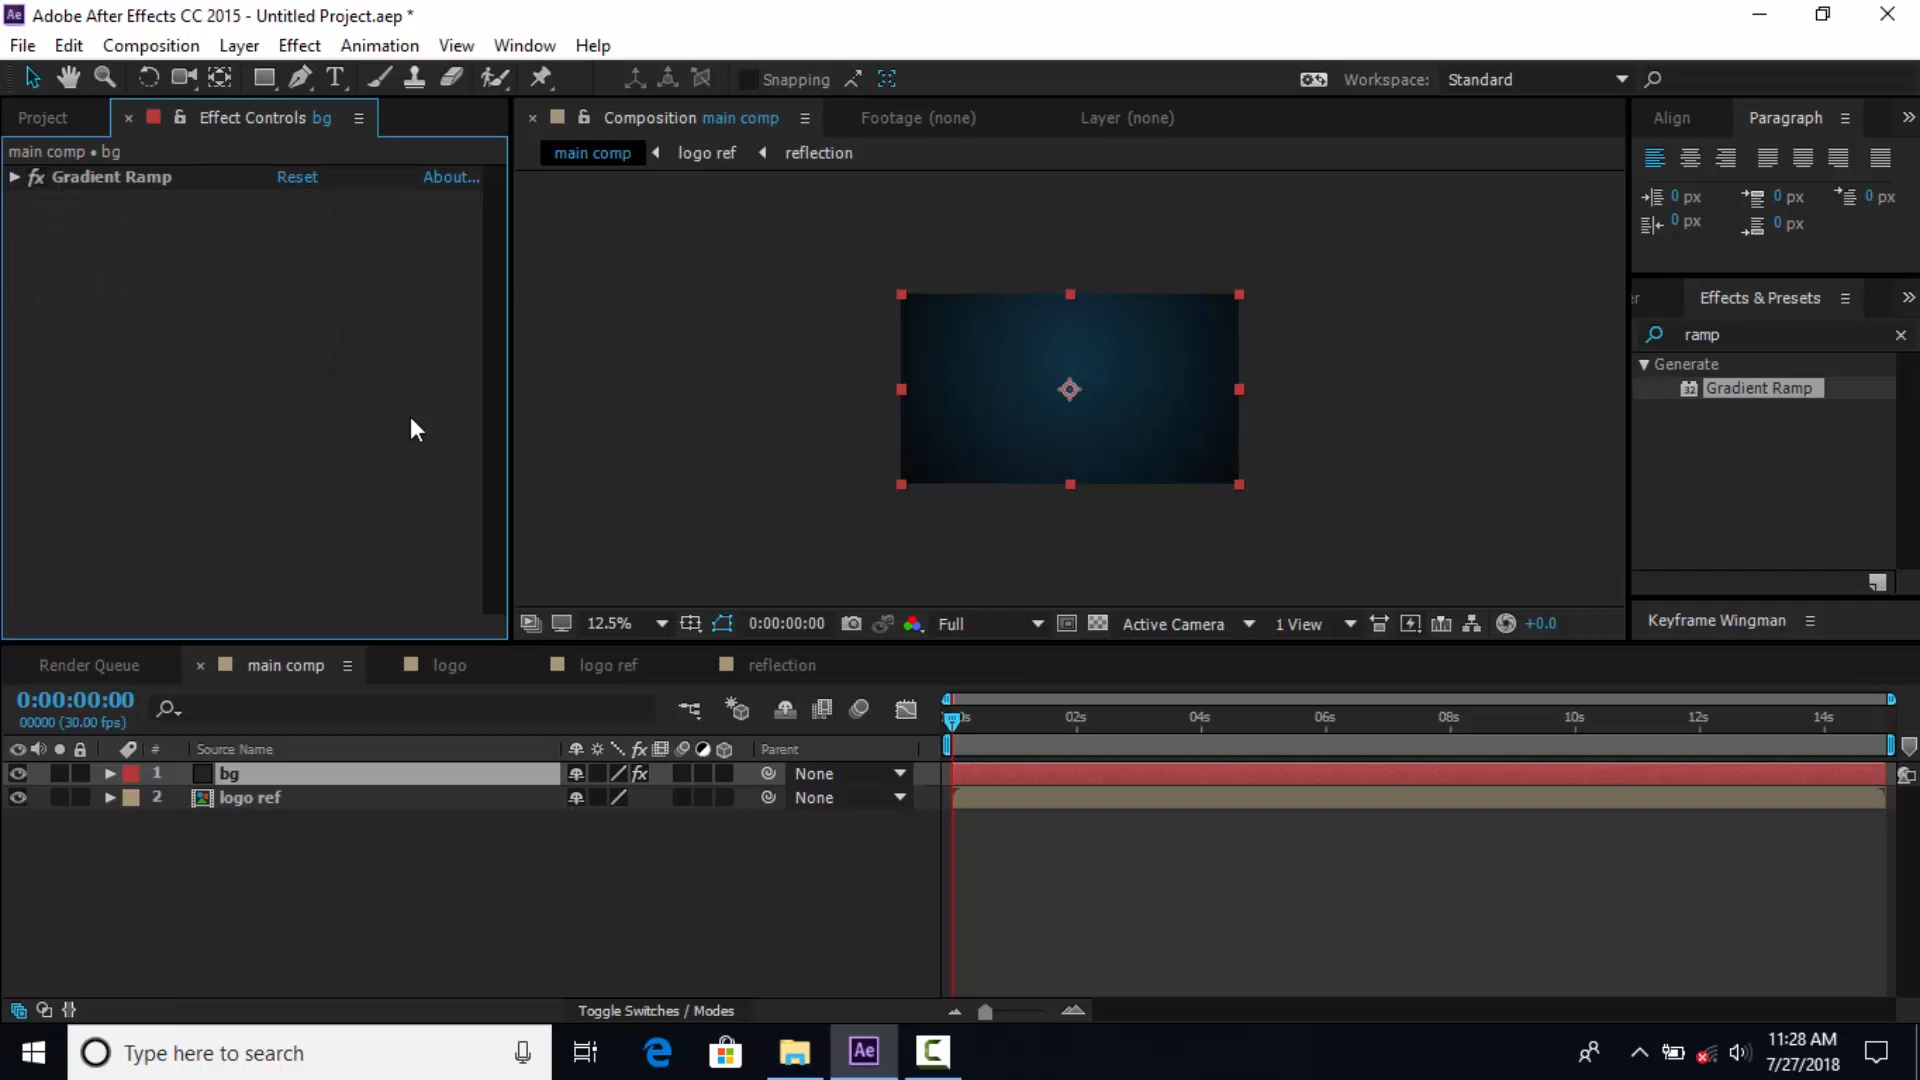 Adobe After Effects CC 2015 - Untitled Project.aep *
File Edit Composition Layer Effect Animation View Window Help
Snapping
Workspace: Standard
Project
Effect Controls bg
Composition main comp
Footage (none)
Layer (none)
Align
Paragraph
main comp • bg
main comp
logo ref
reflection
fx Gradient Ramp Reset About...
0 px 0 px 0 px
0 px 0 px
Effects & Presets
ramp
Generate
32 Gradient Ramp
12.5%
0:00:00:00
Full
Active Camera
1 View
+0.0
Keyframe Wingman
Render Queue
main comp
logo
logo ref
reflection
0:00:00:00
00000 (30.00 fps)
02s 04s 06s 08s 10s 12s 14s
# Source Name
fx
Parent
1 bg fx None
2 logo ref None
Toggle Switches / Modes
Type here to search
Ae
11:28 AM
7/27/2018